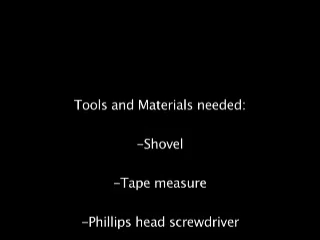 Tools and Materials needed:
-Shovel
-Tape measure
-Phillips head screwdriver